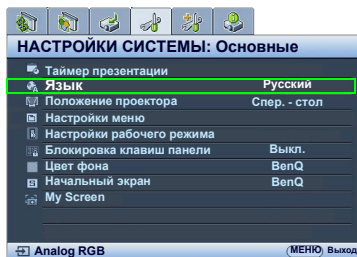 НАСТРОЙКИ СИСТЕМЫ: Основные
Таймер презентации
Язык Русский
Положение проектора Спер. - стол
Настройки меню
Настройки рабочего режима
Блокировка клавиш панели Выкл.
Цвет фона BenQ
Начальный экран BenQ
My Screen
Analog RGB МЕНЮ Выход